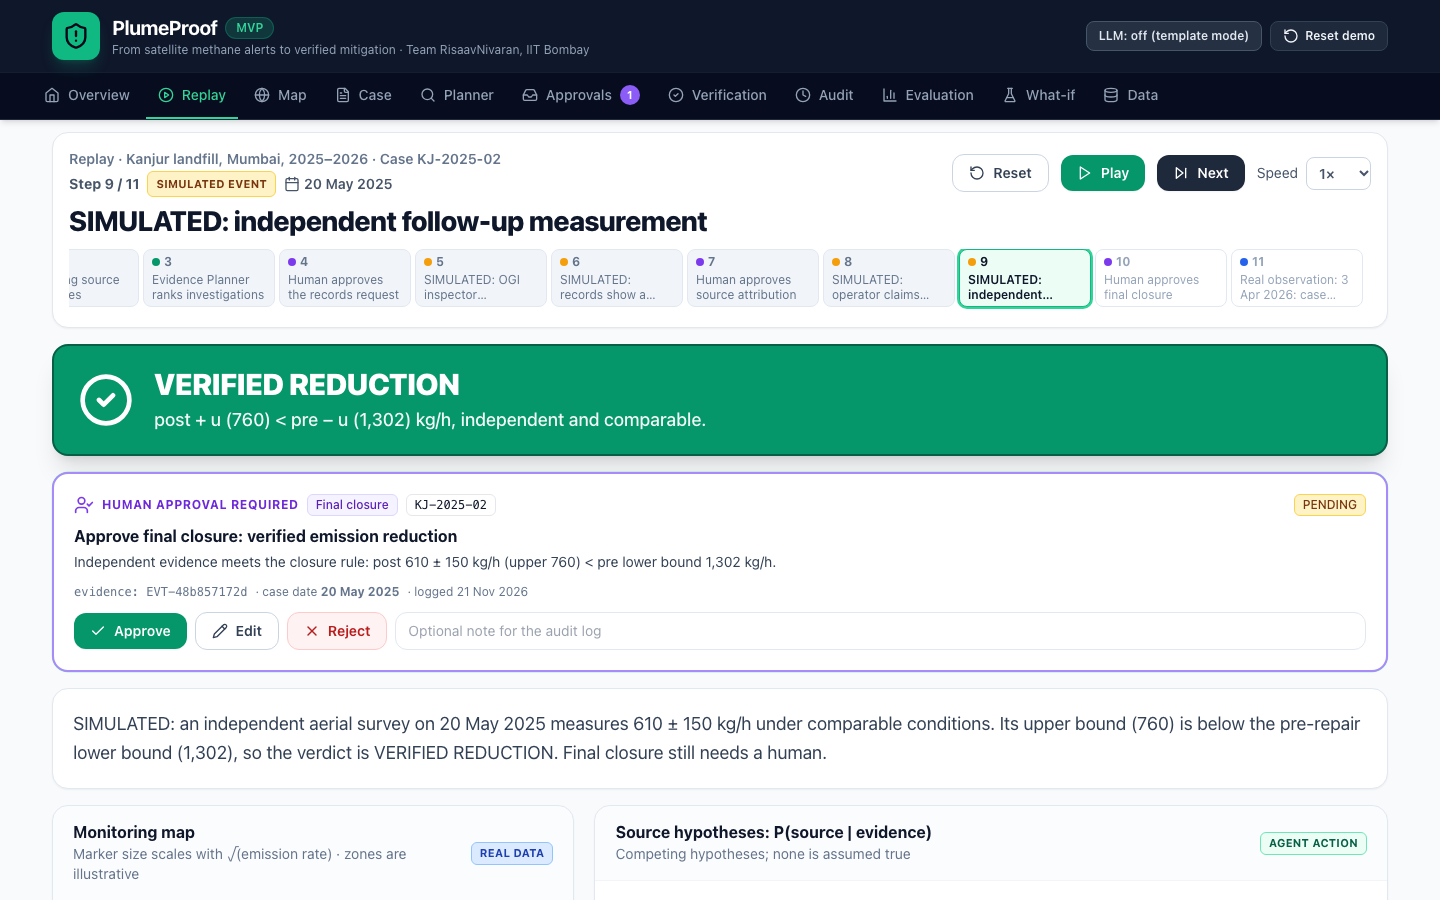 PlumeProof MVP
From satellite methane alerts to verified mitigation · Team RisaavNivaran, IIT Bombay
LLM: off (template mode)
Reset demo
Overview
Replay
Map
Case
Planner
Approvals 1
Verification
Audit
Evaluation
What-if
Data
Replay · Kanjur landfill, Mumbai, 2025–2026 · Case KJ-2025-02
Step 9 / 11 SIMULATED EVENT 20 May 2025
Reset
Play
Next
Speed 1×
SIMULATED: independent follow-up measurement
ng source
es
3
Evidence Planner
ranks investigations
4
Human approves
the records request
5
SIMULATED: OGI
inspector…
6
SIMULATED:
records show a…
7
Human approves
source attribution
8
SIMULATED:
operator claims…
9
SIMULATED:
independent…
10
Human approves
final closure
11
Real observation: 3
Apr 2026: case…
VERIFIED REDUCTION
post + u (760) < pre − u (1,302) kg/h, independent and comparable.
HUMAN APPROVAL REQUIRED Final closure KJ-2025-02 PENDING
Approve final closure: verified emission reduction
Independent evidence meets the closure rule: post 610 ± 150 kg/h (upper 760) < pre lower bound 1,302 kg/h.
evidence: EVT-48b857172d · case date 20 May 2025 · logged 21 Nov 2026
Approve
Edit
Reject
Optional note for the audit log
SIMULATED: an independent aerial survey on 20 May 2025 measures 610 ± 150 kg/h under comparable conditions. Its upper bound (760) is below the pre-repair
lower bound (1,302), so the verdict is VERIFIED REDUCTION. Final closure still needs a human.
Monitoring map
Marker size scales with √(emission rate) · zones are
illustrative
REAL DATA
Source hypotheses: P(source | evidence)
Competing hypotheses; none is assumed true
AGENT ACTION